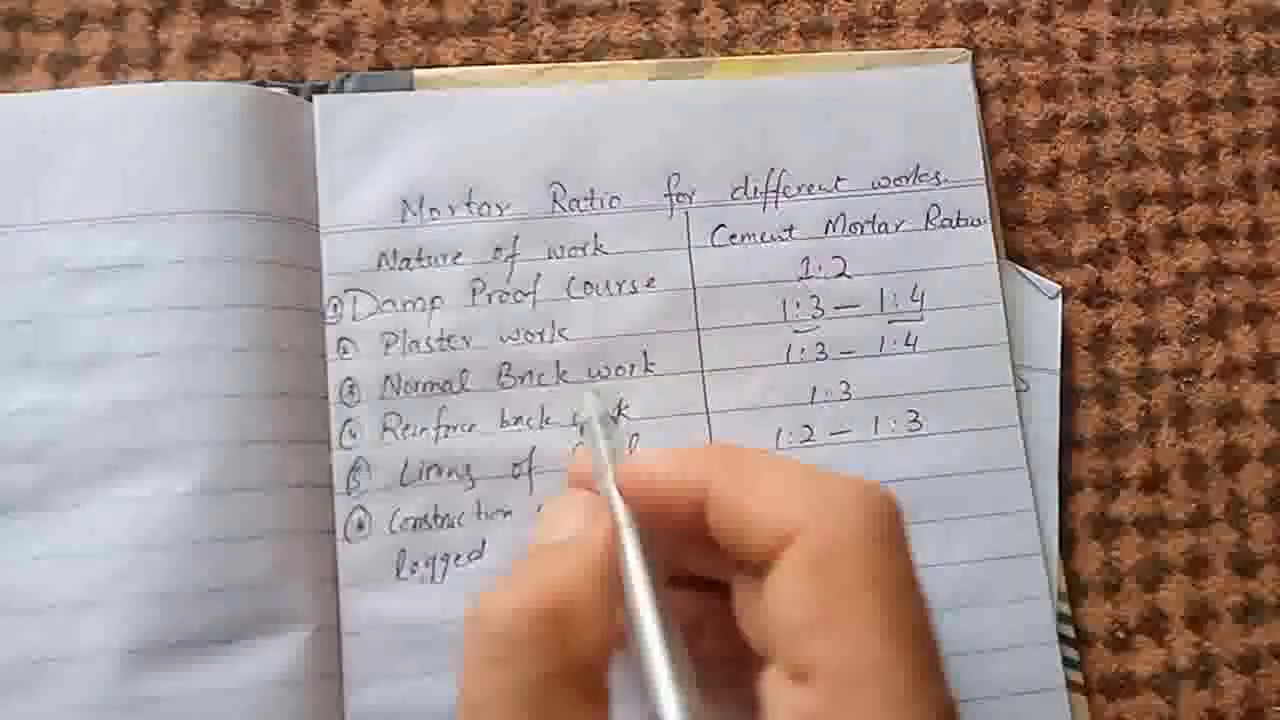 Mortar Ratio for different works.
Nature of work Cement Mortar Ratio
① Damp Proof Course 1:2
② Plaster work 1:3 – 1:4
③ Normal Brick work 1:3 – 1:4
④ Reinforce brick 1:3
⑤ Lining of 1:2 – 1:3
⑥ Construction
logged